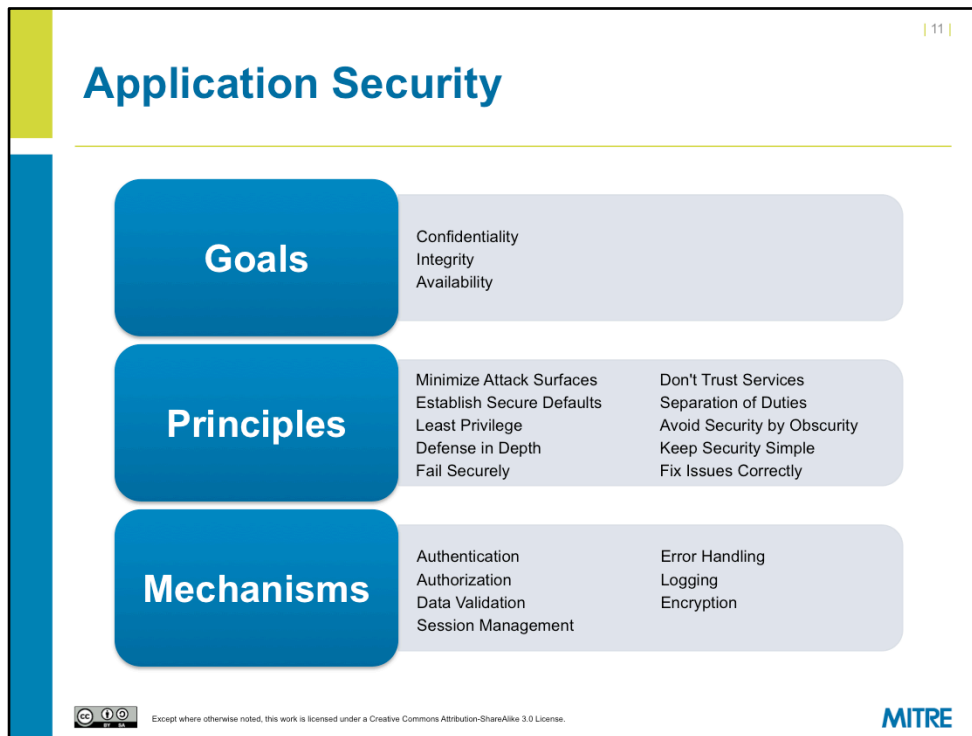 | 11 |
Application Security
Goals
Confidentiality
Integrity
Availability
Principles
Minimize Attack Surfaces
Establish Secure Defaults
Least Privilege
Defense in Depth
Fail Securely
Don't Trust Services
Separation of Duties
Avoid Security by Obscurity
Keep Security Simple
Fix Issues Correctly
Mechanisms
Authentication
Authorization
Data Validation
Session Management
Error Handling
Logging
Encryption
cc
BY SA
Except where otherwise noted, this work is licensed under a Creative Commons Attribution-ShareAlike 3.0 License.
MITRE